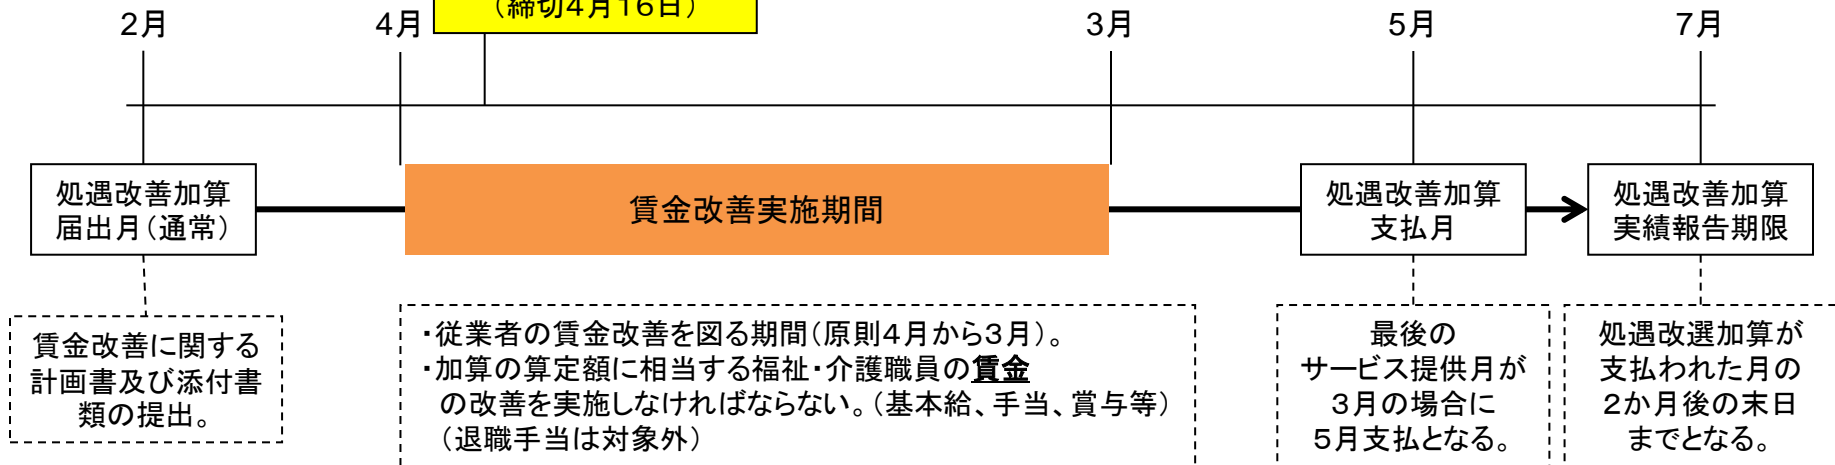 (締切4月16日)
2月
4月
3月
5月
7月
処遇改善加算
届出月(通常)
賃金改善実施期間
処遇改善加算
支払月
処遇改善加算
実績報告期限
賃金改善に関する
計画書及び添付書
類の提出。
・従業者の賃金改善を図る期間(原則4月から3月)。
・加算の算定額に相当する福祉・介護職員の賃金
の改善を実施しなければならない。(基本給、手当、賞与等)
(退職手当は対象外)
最後の
サービス提供月が
3月の場合に
5月支払となる。
処遇改選加算が
支払われた月の
2か月後の末日
までとなる。